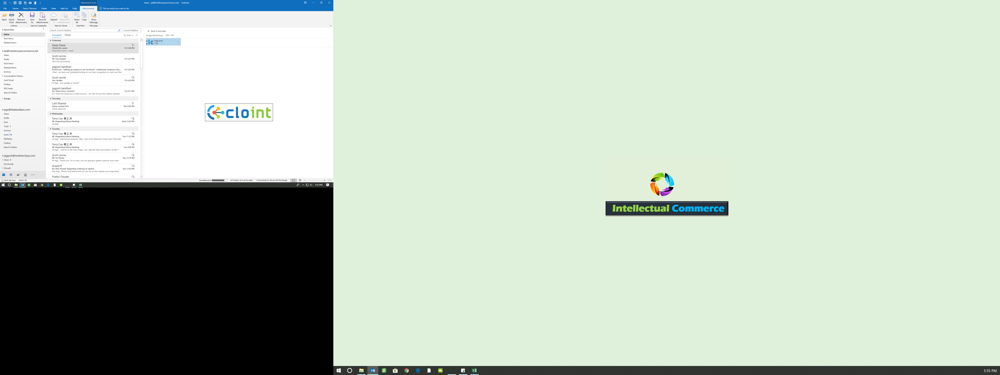 Attachment Tools
Inbox - jsk@intellectualcommerce.net - Outlook
File Home Send / Receive Folder View Add-ins Help Attachments Tell me what you want to do
Open Quick Print Remove Attachment Save As Save All Attachments Upload Upload All Attachments Select All Copy Show Message
Actions Save to Computer Save to Cloud Selection Message
Favorites
Inbox
Sent Items
Deleted Items
jsk@intellectualcommerce.net
Inbox
Drafts
Sent Items
Deleted Items
Archive
Conversation History
Junk Email
Outbox
RSS Feeds
Search Folders
Groups
jags@thekandhari.com
Inbox
Drafts
Sent
Trash 1
Archive
Junk [14]
MyNotes
Outbox
Search Folders
jagjyoti@mobilecityny.com
Inbox 2
[Archived]
[Gmail]
Search Current Mailbox Current Mailbox
Focused Other By Date
Yesterday
Deep Desai
i think this works Fri 5:48 PM
Hope this works. <end>
Scott Levine
RE: Any Update Fri 5:07 PM
Safe trip and travels!
jagjyoti kandhari
Permission - Setting up camera in 3rd Ave Bronx - Intellectual commerce Fea... Fri 5:05 PM
Chief , we have our feasibility testing on our face recognition to start over the
Scott Levine
Any Update Fri 4:59 PM
Hi Jags, Any update or needs?
jagjyoti kandhari
Re: Open/Close Checklist Fri 4:51 PM
As I write the build up is under process . we will set you two option anytime
Thursday
Lalit Khanna
Ankur contact info Thu 6:08 PM
Ankur Jayaswal.
Wednesday
Terry Cao 曹正涛
RE: Regarding Dahua Meeting Wed 12:42 PM
Hi Jags,
Tuesday
Terry Cao 曹正涛
RE: Regarding Dahua Meeting Tue 11:32 PM
Hi Jags, That will be fantastic. Btw, I live in the Plainview hotel near Hicksville.
Terry Cao 曹正涛
RE: Regarding Dahua Meeting Tue 3:06 PM
Hi Jags, I will be in NYC this Friday. Can I get the time and address of NYC ?
Scott Levine
RE: UV Printer Tue 12:18 PM
Hi Jags, Thank you. So to clear, you are going to gather artwork and some
Anand R
Re: New Thread: Regarding ordering of camera. Tue 12:02 PM
Hey Jags, Please find below best we can do on the samples you requested,
Prathvi Pixuate
Back to message
Image dimensions: 389 x 100
logo.png
5 KB
cloint
98.8 GB Free Items: 64 Send/Receive All folders are up to date. Connected to: Microsoft Exchange 100%
5:55 PM
Intellectual Commerce
5:55 PM